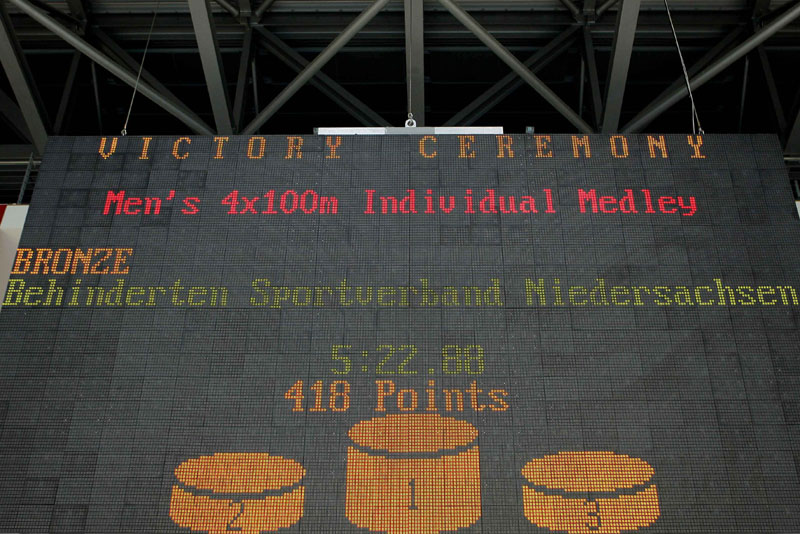 VICTORY CEREMONY
Men's 4x100m Individual Medley
BRONZE
Behinderten Sportverband Niedersachsen
5:22.88
418 Points
1
2
3